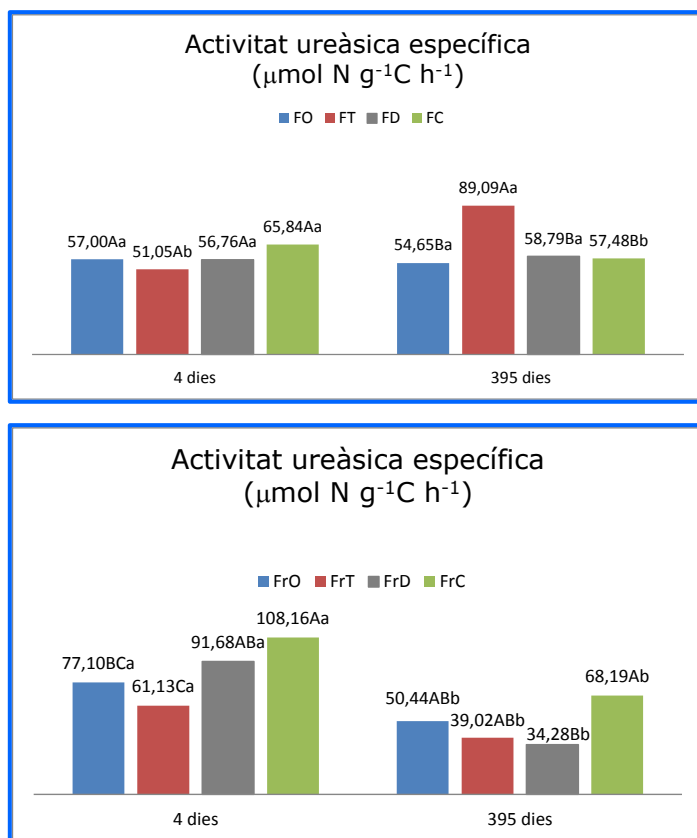 Activitat ureàsica específica
(µmol N g⁻¹C h⁻¹)
FO FT FD FC
57,00Aa 51,05Ab 56,76Aa 65,84Aa 54,65Ba 89,09Aa 58,79Ba 57,48Bb
4 dies 395 dies
Activitat ureàsica específica
(µmol N g⁻¹C h⁻¹)
FrO FrT FrD FrC
77,10BCa 61,13Ca 91,68ABa 108,16Aa 50,44ABb 39,02ABb 34,28Bb 68,19Ab
4 dies 395 dies